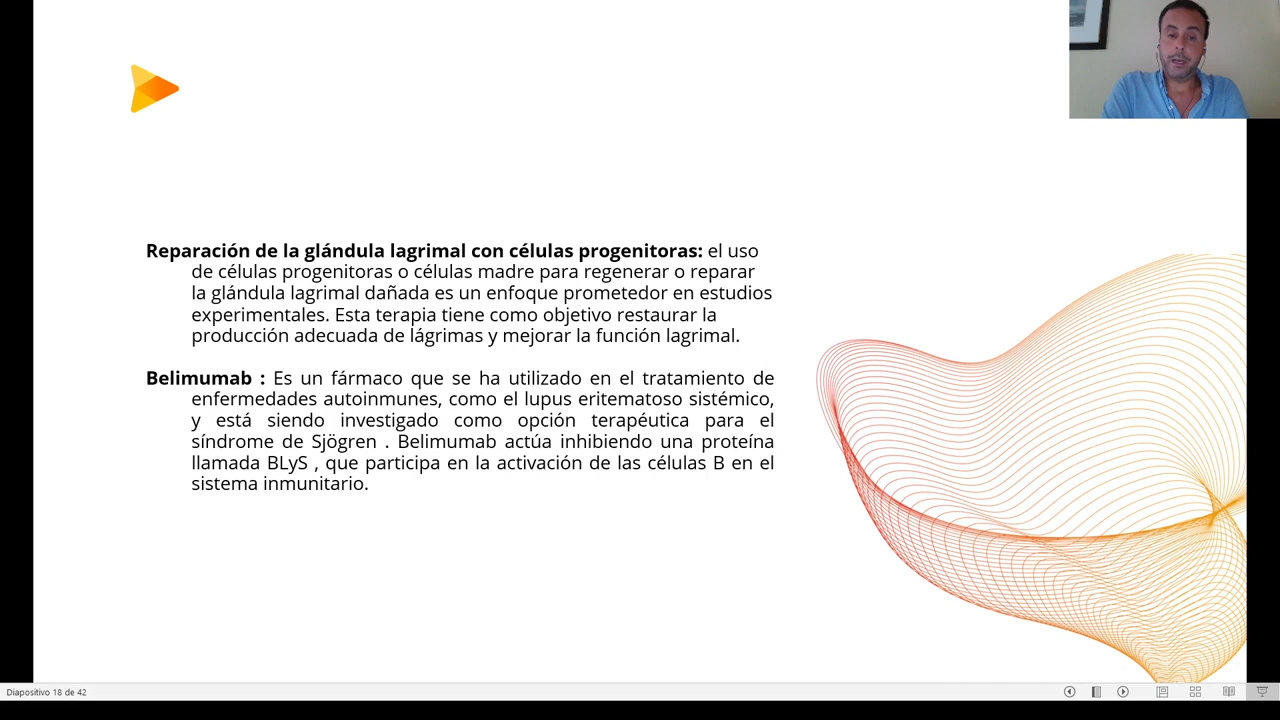 Reparación de la glándula lagrimal con células progenitoras: el uso
de células progenitoras o células madre para regenerar o reparar
la glándula lagrimal dañada es un enfoque prometedor en estudios
experimentales. Esta terapia tiene como objetivo restaurar la
producción adecuada de lágrimas y mejorar la función lagrimal.
Belimumab : Es un fármaco que se ha utilizado en el tratamiento de
enfermedades autoinmunes, como el lupus eritematoso sistémico,
y está siendo investigado como opción terapéutica para el
síndrome de Sjögren . Belimumab actúa inhibiendo una proteína
llamada BLyS , que participa en la activación de las células B en el
sistema inmunitario.
Diapositivo 18 de 42